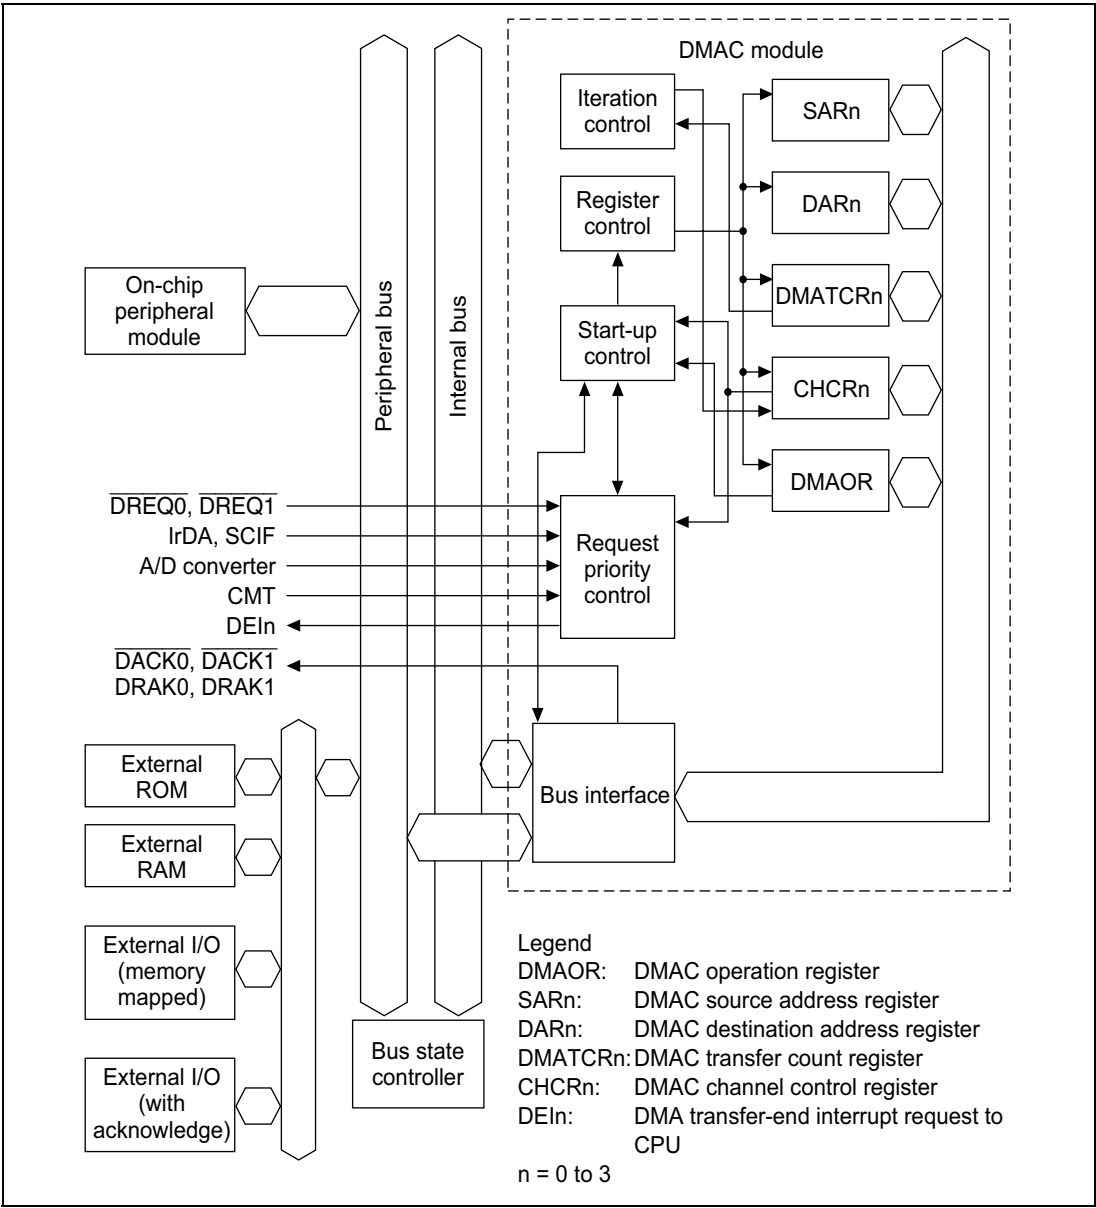 DMAC module
Iteration
control
SARn
Register
control
DARn
On-chip
peripheral
module
Peripheral bus
Internal bus
DMATCRn
Start-up
control
CHCRn
DMAOR
DREQ0, DREQ1
IrDA, SCIF
A/D converter
CMT
DEIn
Request
priority
control
DACK0, DACK1
DRAK0, DRAK1
External
ROM
Bus interface
External
RAM
External I/O
(memory
mapped)
External I/O
(with
acknowledge)
Bus state
controller
Legend
DMAOR: DMAC operation register
SARn: DMAC source address register
DARn: DMAC destination address register
DMATCRn: DMAC transfer count register
CHCRn: DMAC channel control register
DEIn: DMA transfer-end interrupt request to
CPU
n = 0 to 3